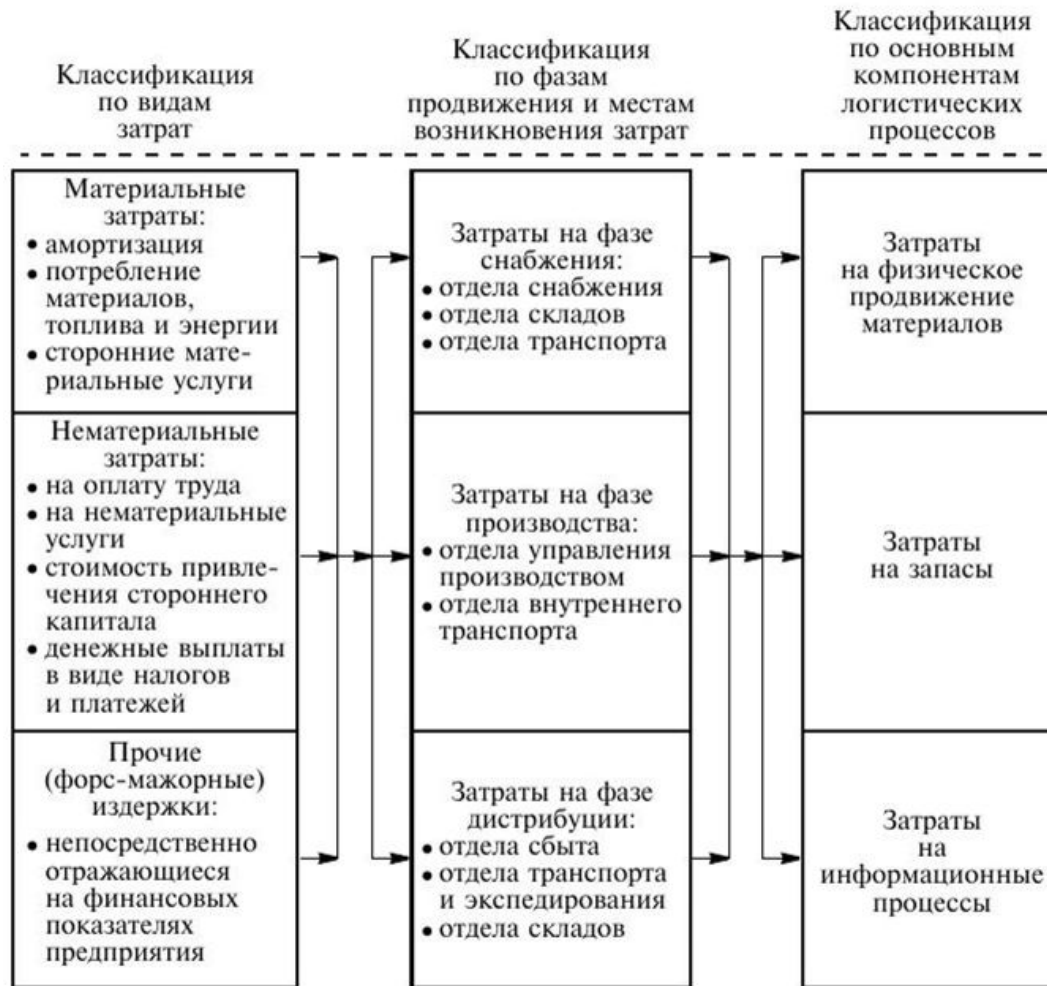 Классификация
по видам
затрат
Классификация
по фазам
продвижения и местам
возникновения затрат
Классификация
по основным
компонентам
логистических
процессов
Материальные
затраты:
• амортизация
• потребление
материалов,
топлива и энергии
• сторонние мате-
риальные услуги
Нематериальные
затраты:
• на оплату труда
• на нематериальные
услуги
• стоимость привле-
чения стороннего
капитала
• денежные выплаты
в виде налогов
и платежей
Прочие
(форс-мажорные)
издержки:
• непосредственно
отражающиеся
на финансовых
показателях
предприятия
Затраты на фазе
снабжения:
• отдела снабжения
• отдела складов
• отдела транспорта
Затраты на фазе
производства:
• отдела управления
производством
• отдела внутреннего
транспорта
Затраты на фазе
дистрибуции:
• отдела сбыта
• отдела транспорта
и экспедирования
• отдела складов
Затраты
на физическое
продвижение
материалов
Затраты
на запасы
Затраты
на
информационные
процессы